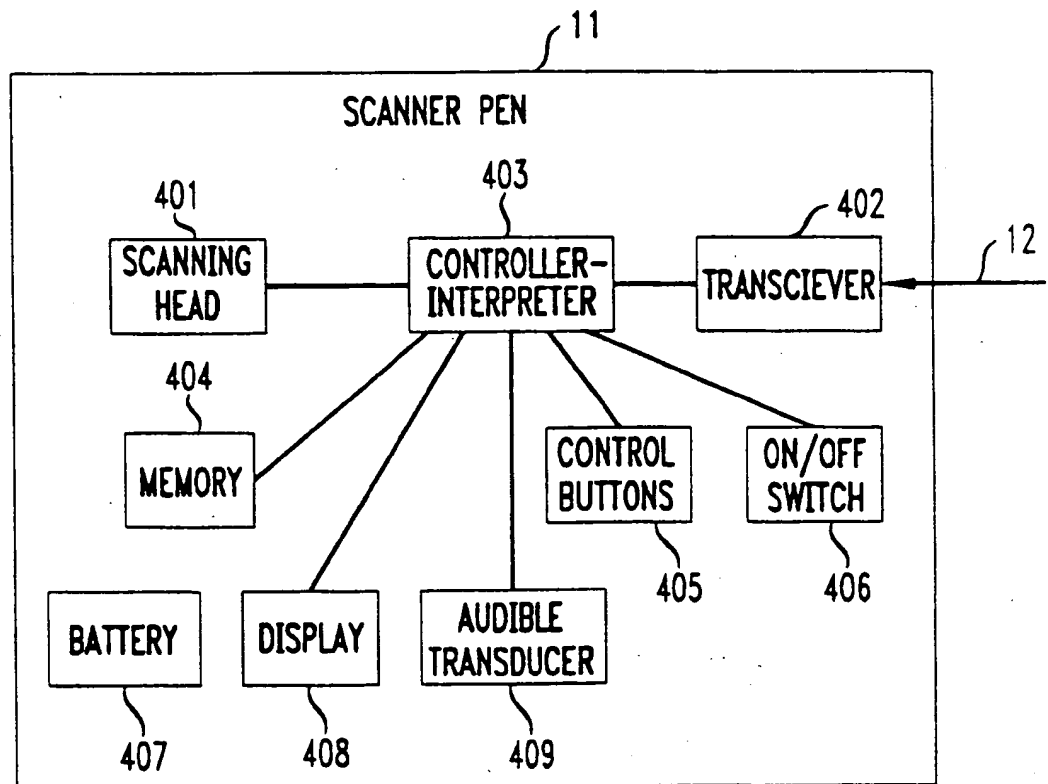 11
SCANNER PEN
403
401
402
12
SCANNING
HEAD
CONTROLLER-
INTERPRETER
TRANSCIEVER
404
MEMORY
CONTROL
BUTTONS
ON/OFF
SWITCH
405
406
BATTERY
DISPLAY
AUDIBLE
TRANSDUCER
407
408
409